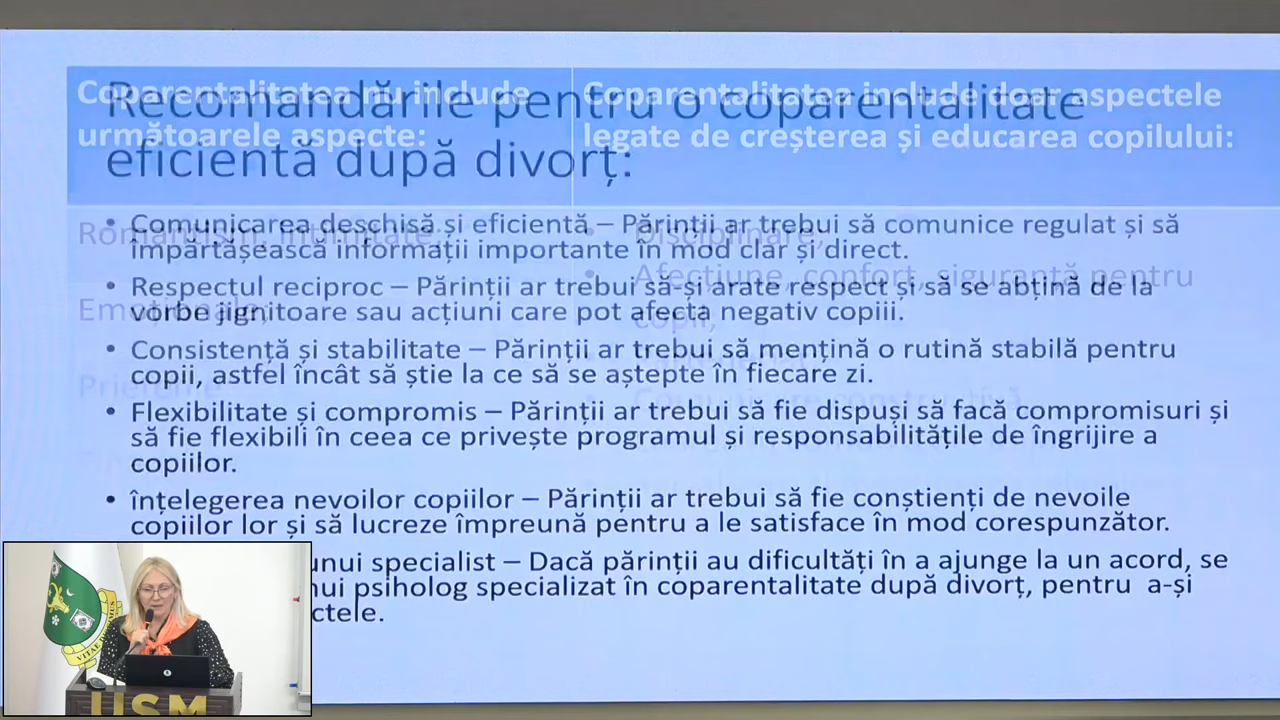 Coparentalitatea nu include
următoarele aspecte:
Coparentalitatea include doar aspectele
legate de creșterea și educarea copilului:
Recomandările pentru o coparentalitate
eficientă după divorț:
• Comunicarea deschisă și eficientă – Părinții ar trebui să comunice regulat și să
împărtășească informații importante în mod clar și direct.
• Respectul reciproc – Părinții ar trebui să-și arate respect și să se abțină de la
vorbe jignitoare sau acțiuni care pot afecta negativ copiii.
• Consistență și stabilitate – Părinții ar trebui să mențină o rutină stabilă pentru
copii, astfel încât să știe la ce să se aștepte în fiecare zi.
• Flexibilitate și compromis – Părinții ar trebui să fie dispuși să facă compromisuri și
să fie flexibili în ceea ce privește programul și responsabilitățile de îngrijire a
copiilor.
• înțelegerea nevoilor copiilor – Părinții ar trebui să fie conștienți de nevoile
copiilor lor și să lucreze împreună pentru a le satisface în mod corespunzător.
unui specialist – Dacă părinții au dificultăți în a ajunge la un acord, se
nui psiholog specializat în coparentalitate după divorț, pentru a-și
ctele.
Disciplinare,
Afecțiune, confort, siguranță pentru
copii,
USM